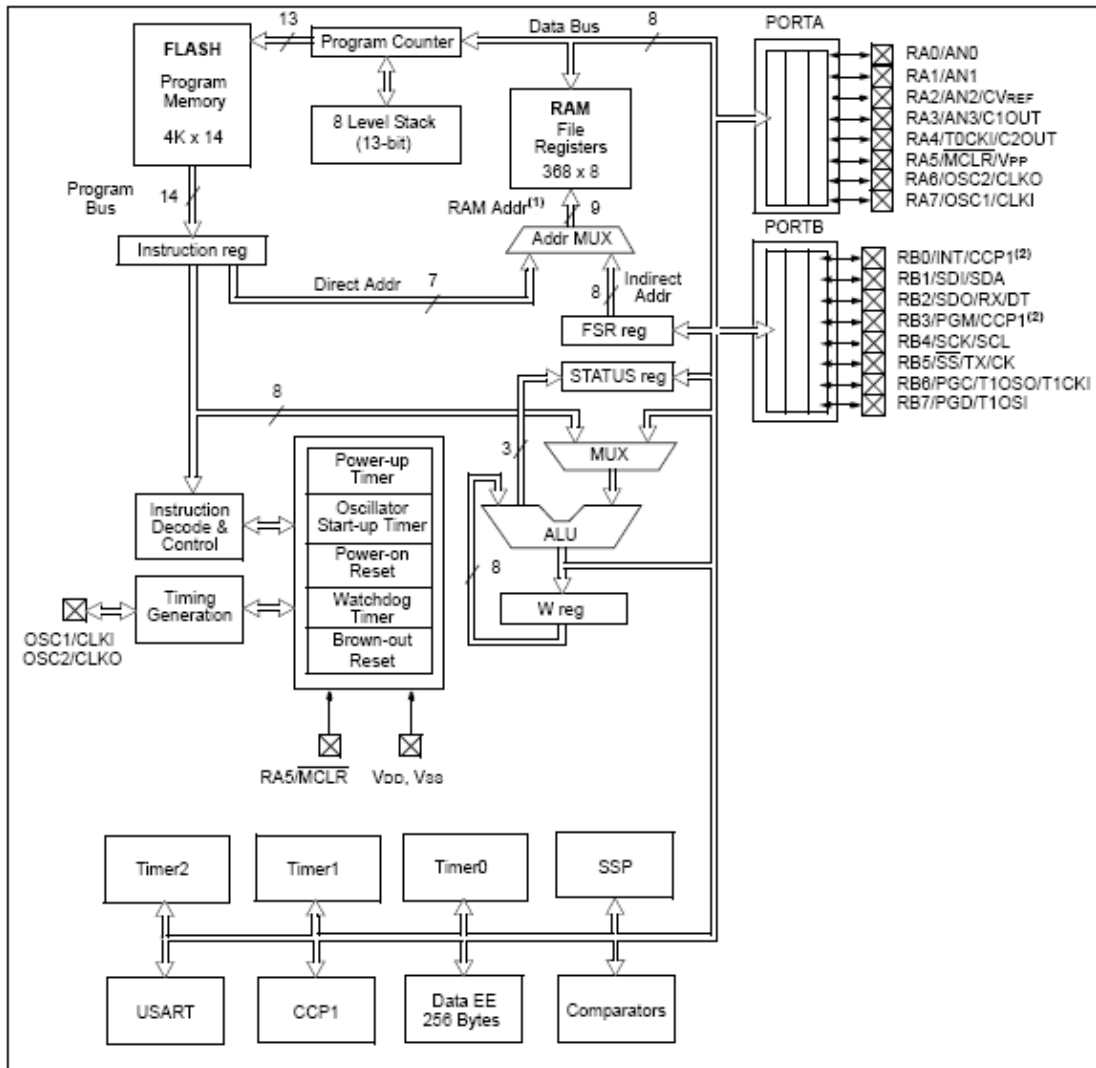 13
Data Bus
8
PORTA
FLASH
Program
Memory
4K x 14
Program Counter
8 Level Stack
(13-bit)
RAM
File
Registers
368 x 8
RA0/AN0
RA1/AN1
RA2/AN2/CVREF
RA3/AN3/C1OUT
RA4/T0CKI/C2OUT
RA5/MCLR/VPP
RA6/OSC2/CLKO
RA7/OSC1/CLKI
Program
Bus
14
RAM Addr(1)
9
PORTB
Instruction reg
Addr MUX
Direct Addr
7
8
Indirect
Addr
FSR reg
STATUS reg
RB0/INT/CCP1(2)
RB1/SDI/SDA
RB2/SDO/RX/DT
RB3/PGM/CCP1(2)
RB4/SCK/SCL
RB5/SS/TX/CK
RB6/PGC/T1OSO/T1CKI
RB7/PGD/T1OSI
8
3
MUX
Power-up
Timer
Oscillator
Start-up Timer
Power-on
Reset
Watchdog
Timer
Brown-out
Reset
Instruction
Decode &
Control
ALU
8
W reg
Timing
Generation
OSC1/CLKI
OSC2/CLKO
RA5/MCLR
VDD, VSS
Timer2
Timer1
Timer0
SSP
USART
CCP1
Data EE
256 Bytes
Comparators